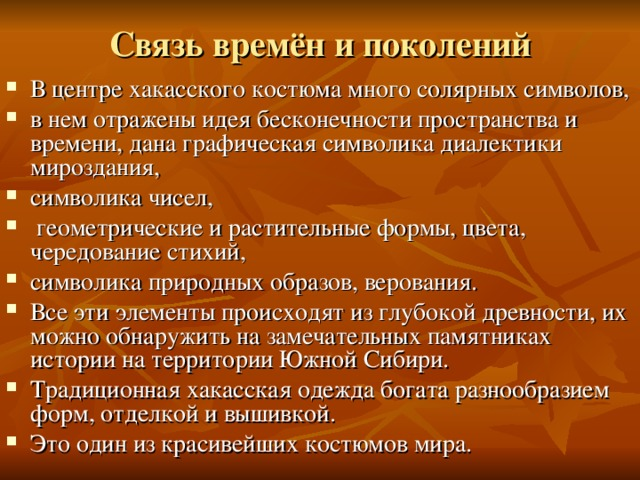 Связь времён и поколений
В центре хакасского костюма много солярных символов,
в нем отражены идея бесконечности пространства и
времени, дана графическая символика диалектики
мироздания,
символика чисел,
геометрические и растительные формы, цвета,
чередование стихий,
символика природных образов, верования.
Все эти элементы происходят из глубокой древности, их
можно обнаружить на замечательных памятниках
истории на территории Южной Сибири.
Традиционная хакасская одежда богата разнообразием
форм, отделкой и вышивкой.
Это один из красивейших костюмов мира.